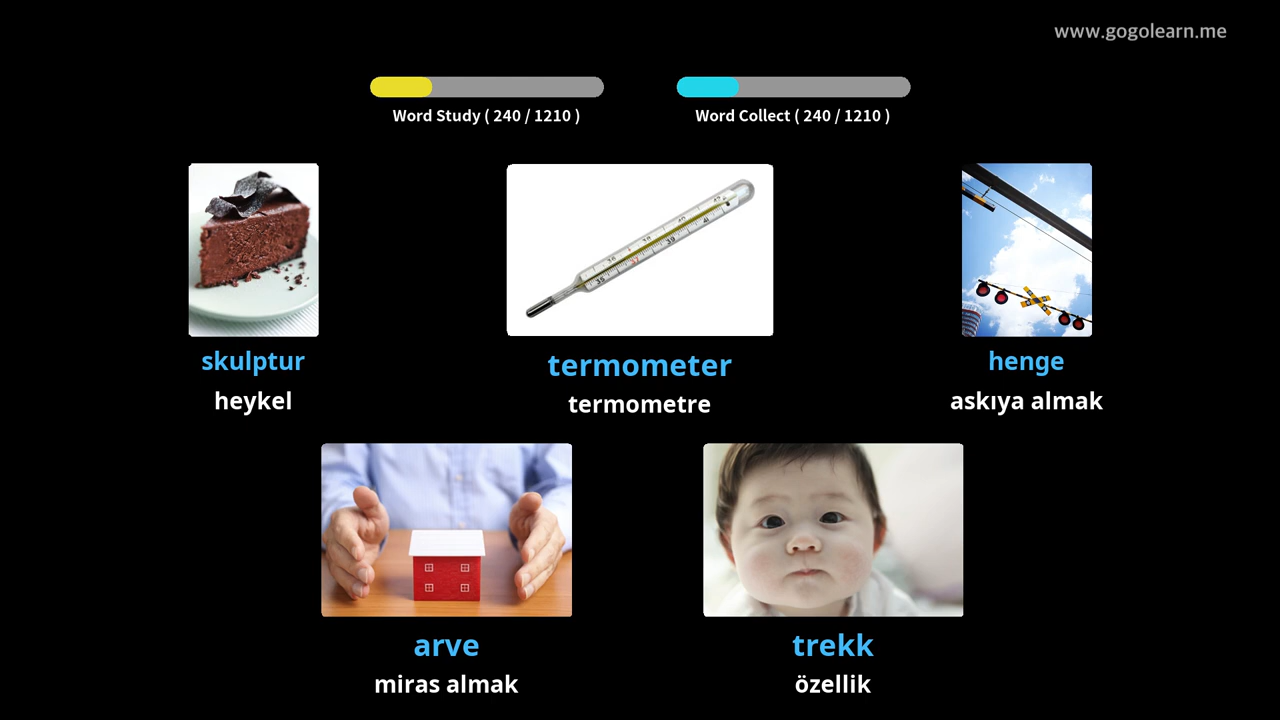 www.gogolearn.me
Word Study ( 240 / 1210 )
Word Collect ( 240 / 1210 )
skulptur
heykel
termometer
termometre
henge
askıya almak
arve
miras almak
trekk
özellik